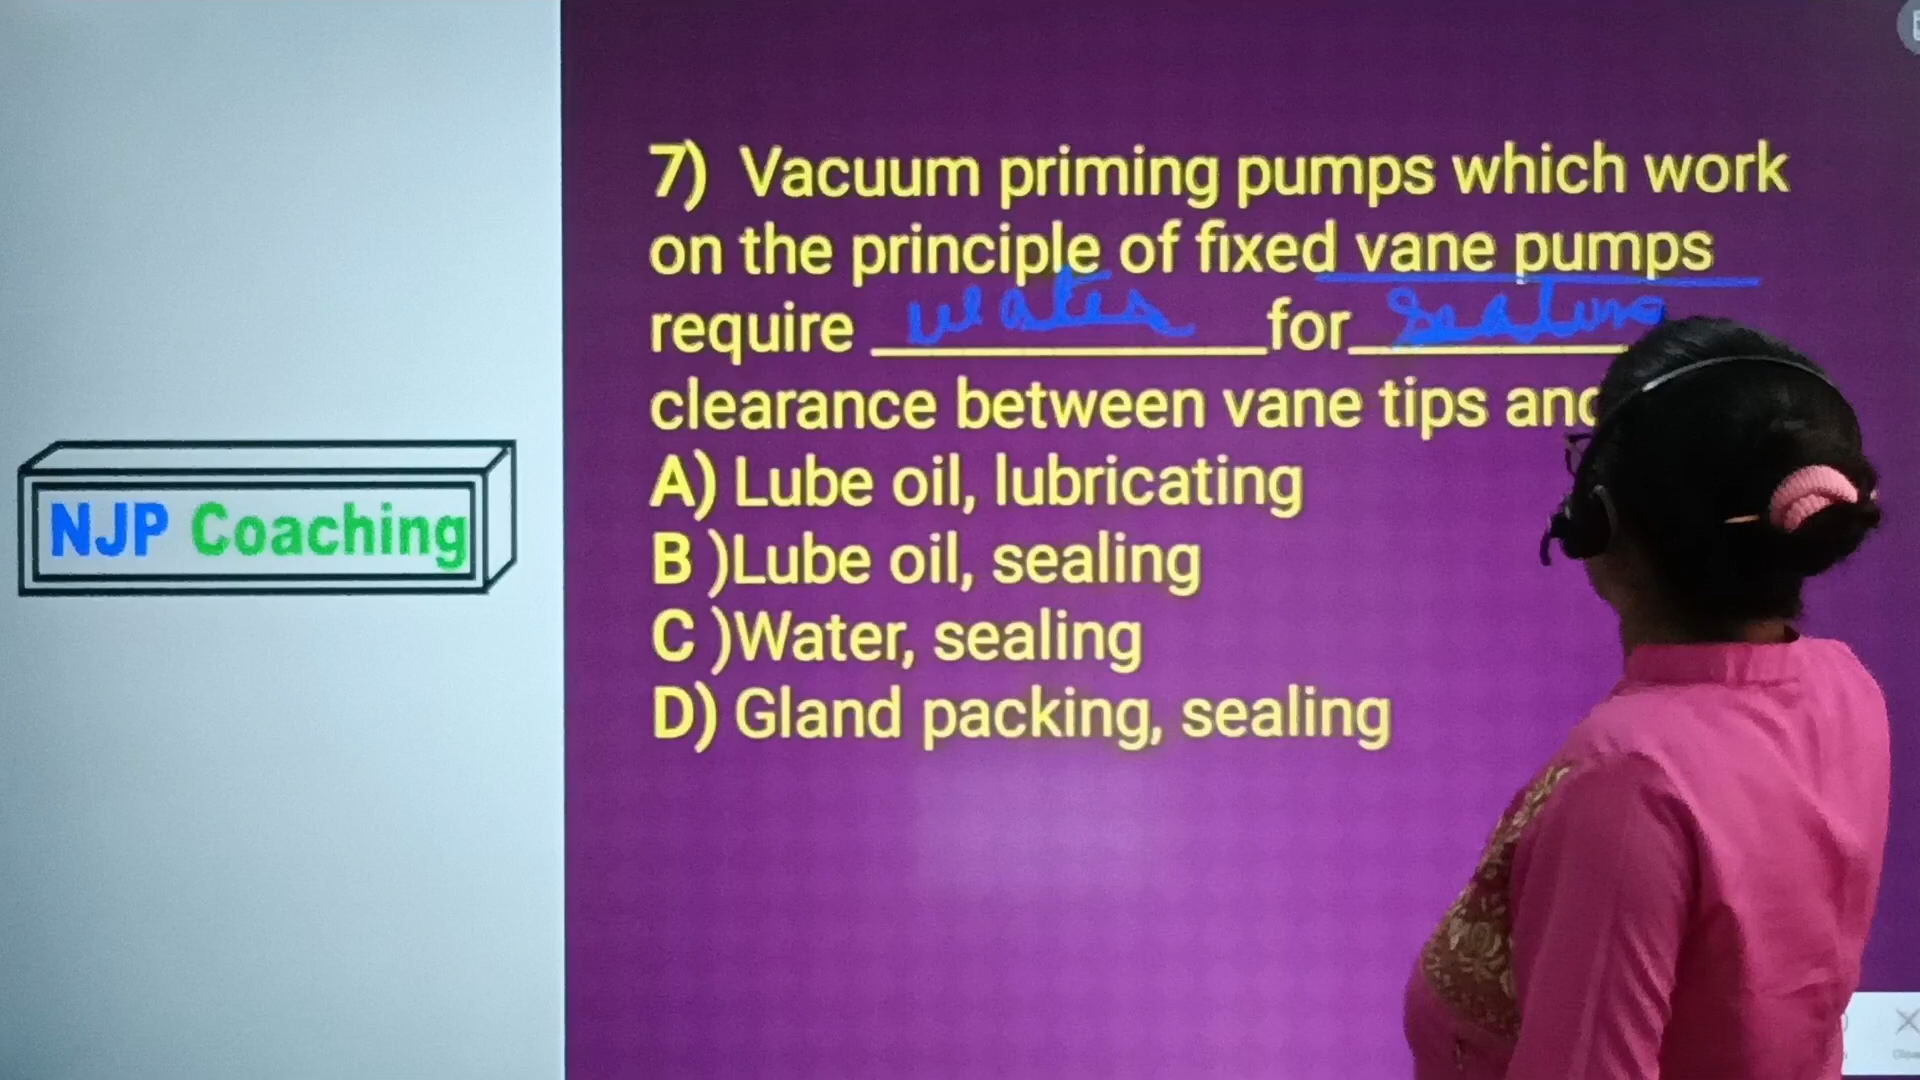 NJP Coaching
7) Vacuum priming pumps which work
on the principle of fixed vane pumps
require water for sealing
clearance between vane tips and
A) Lube oil, lubricating
B )Lube oil, sealing
C )Water, sealing
D) Gland packing, sealing